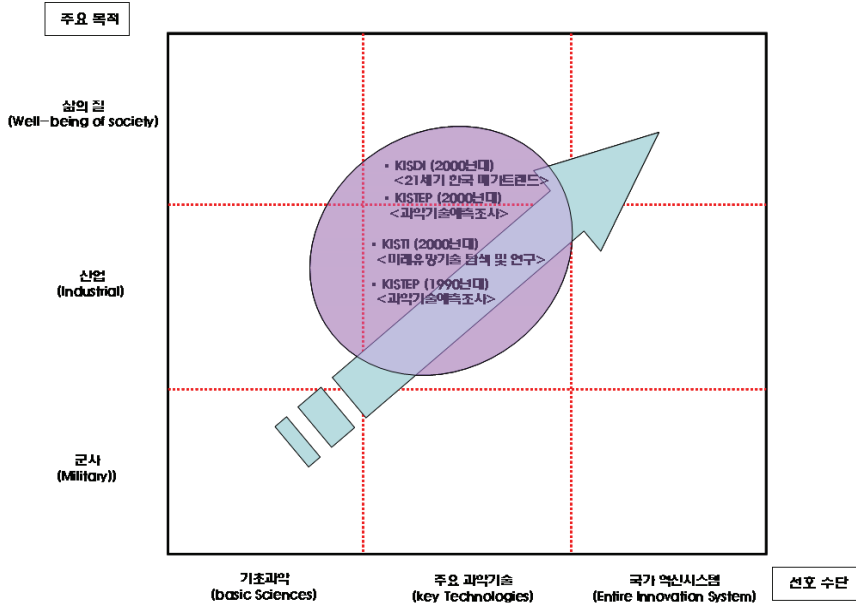 주요 목적
삶의 질
(Well-being of society)
• KISDI (2000년대)
<21세기 한국 메가트랜드>
• KISTEP (2000년대)
<과학기술예측조사>
산업
(Industrial)
• KISTI (2000년대)
<미래유망기술 탐색 및 연구>
• KISTEP (1990년대)
<과학기술예측조사>
군사
(Military))
기초과학
(basic Sciences)
주요 과학기술
(key Technologies)
국가 혁신시스템
(Entire Innovation System)
선호 수단